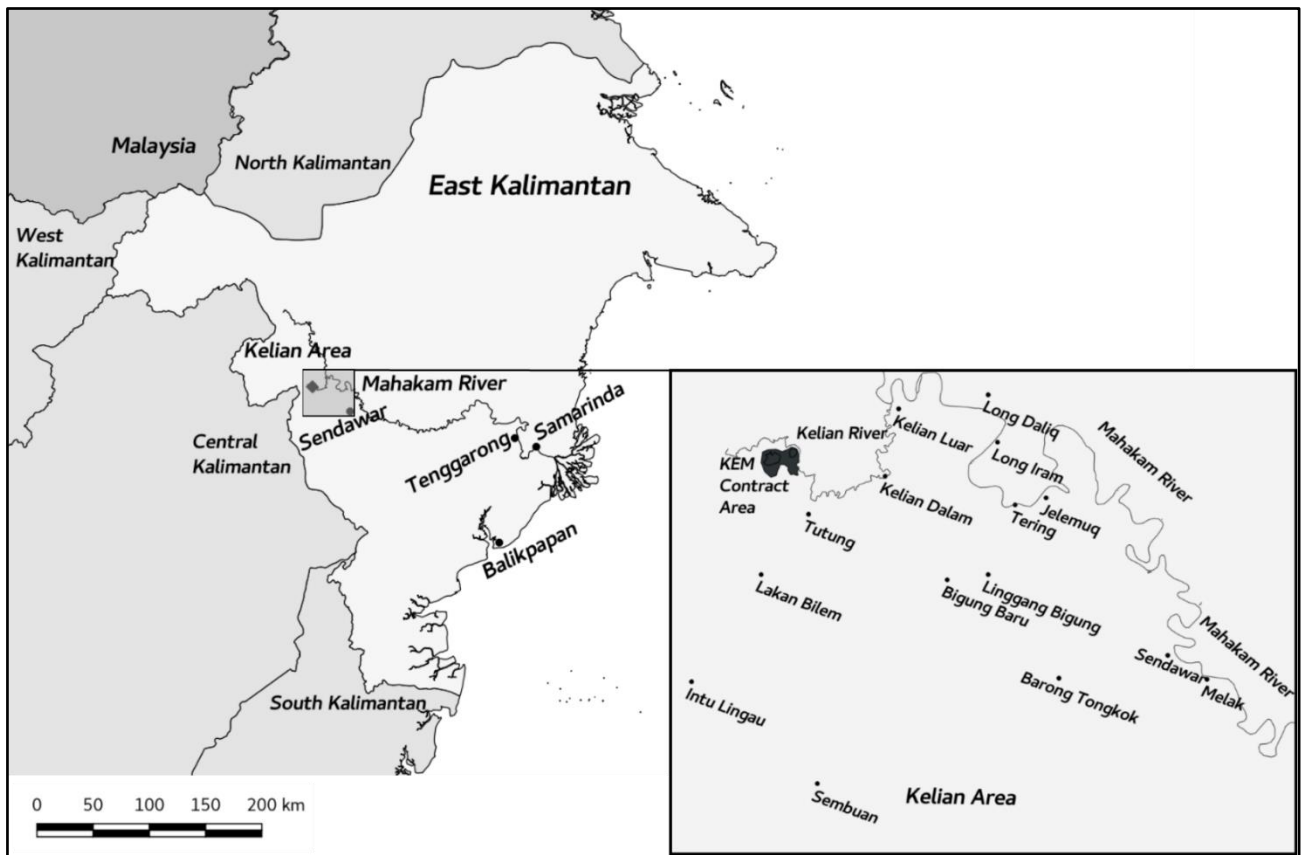 Malaysia
North Kalimantan
East Kalimantan
West
Kalimantan
Kelian Area
Mahakam River
Sendawar
Samarinda
Tenggarong
Central
Kalimantan
Balikpapan
South Kalimantan
0 50 100 150 200 km
Long Daliq
Mahakam River
Kelian River
Kelian Luar
Long Iram
KEM
Contract
Area
Kelian Dalam
Jelemuq
Tering
Tutung
Lakan Bilem
Linggang Bigung
Bigung Baru
Mahakam River
Sendawar
Melak
Barong Tongkok
Intu Lingau
Sembuan
Kelian Area